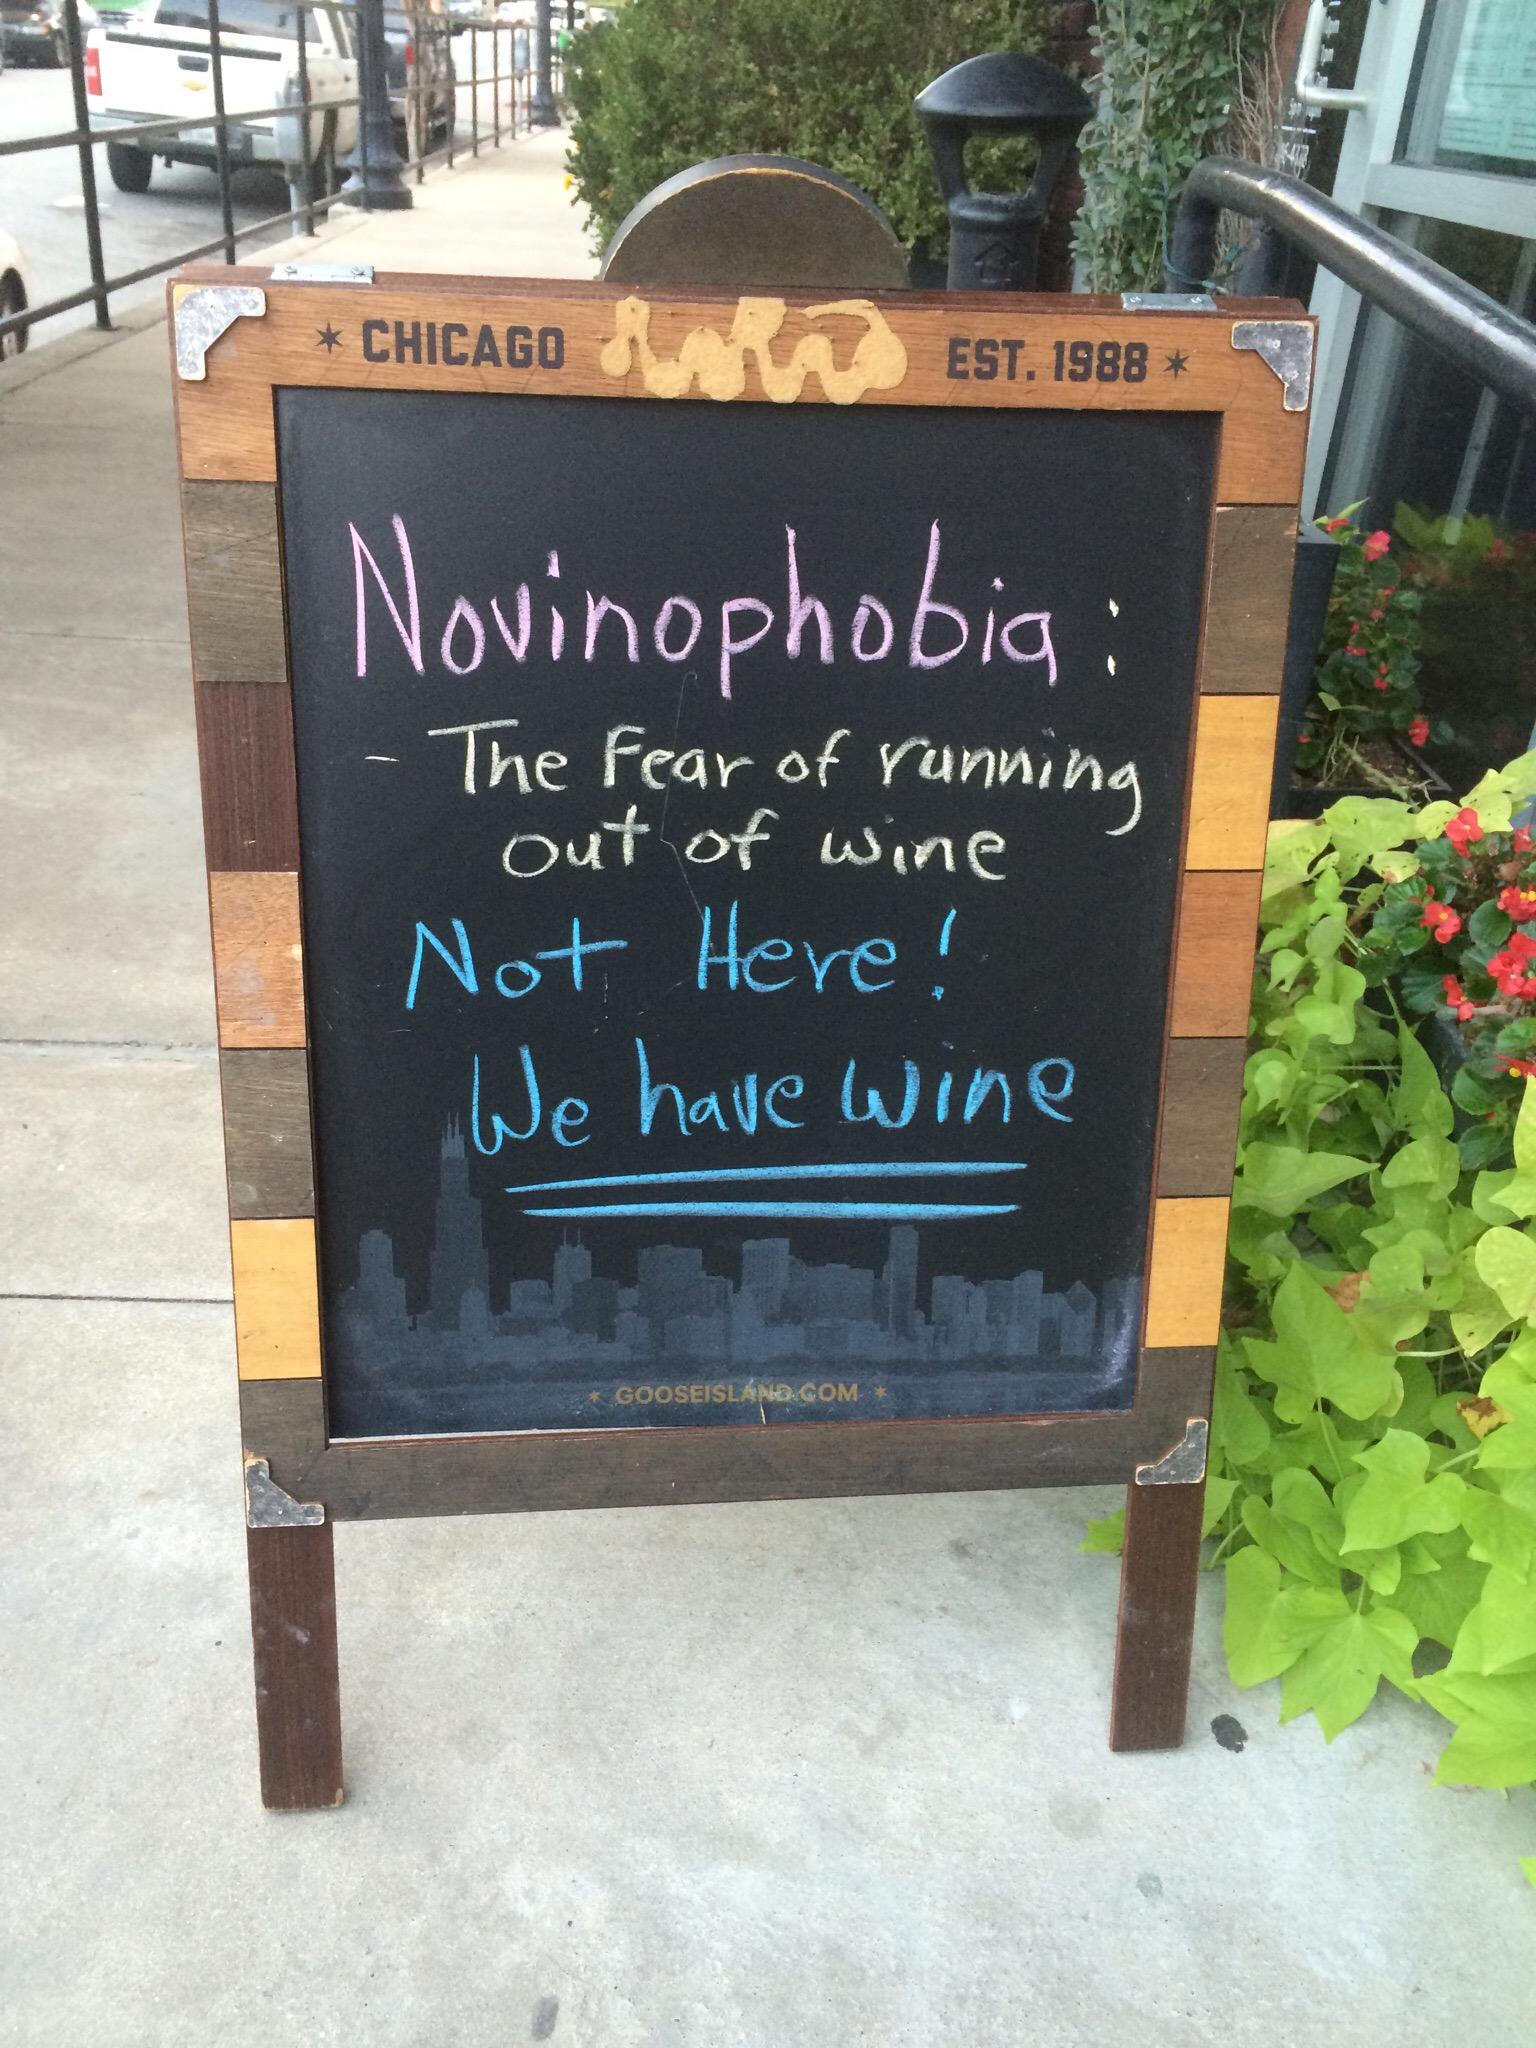 * CHICAGO EST. 1988 *
Novinophobia :
- The Fear of running
out of wine
Not Here!
We have wine
* GOOSEISLAND.COM *